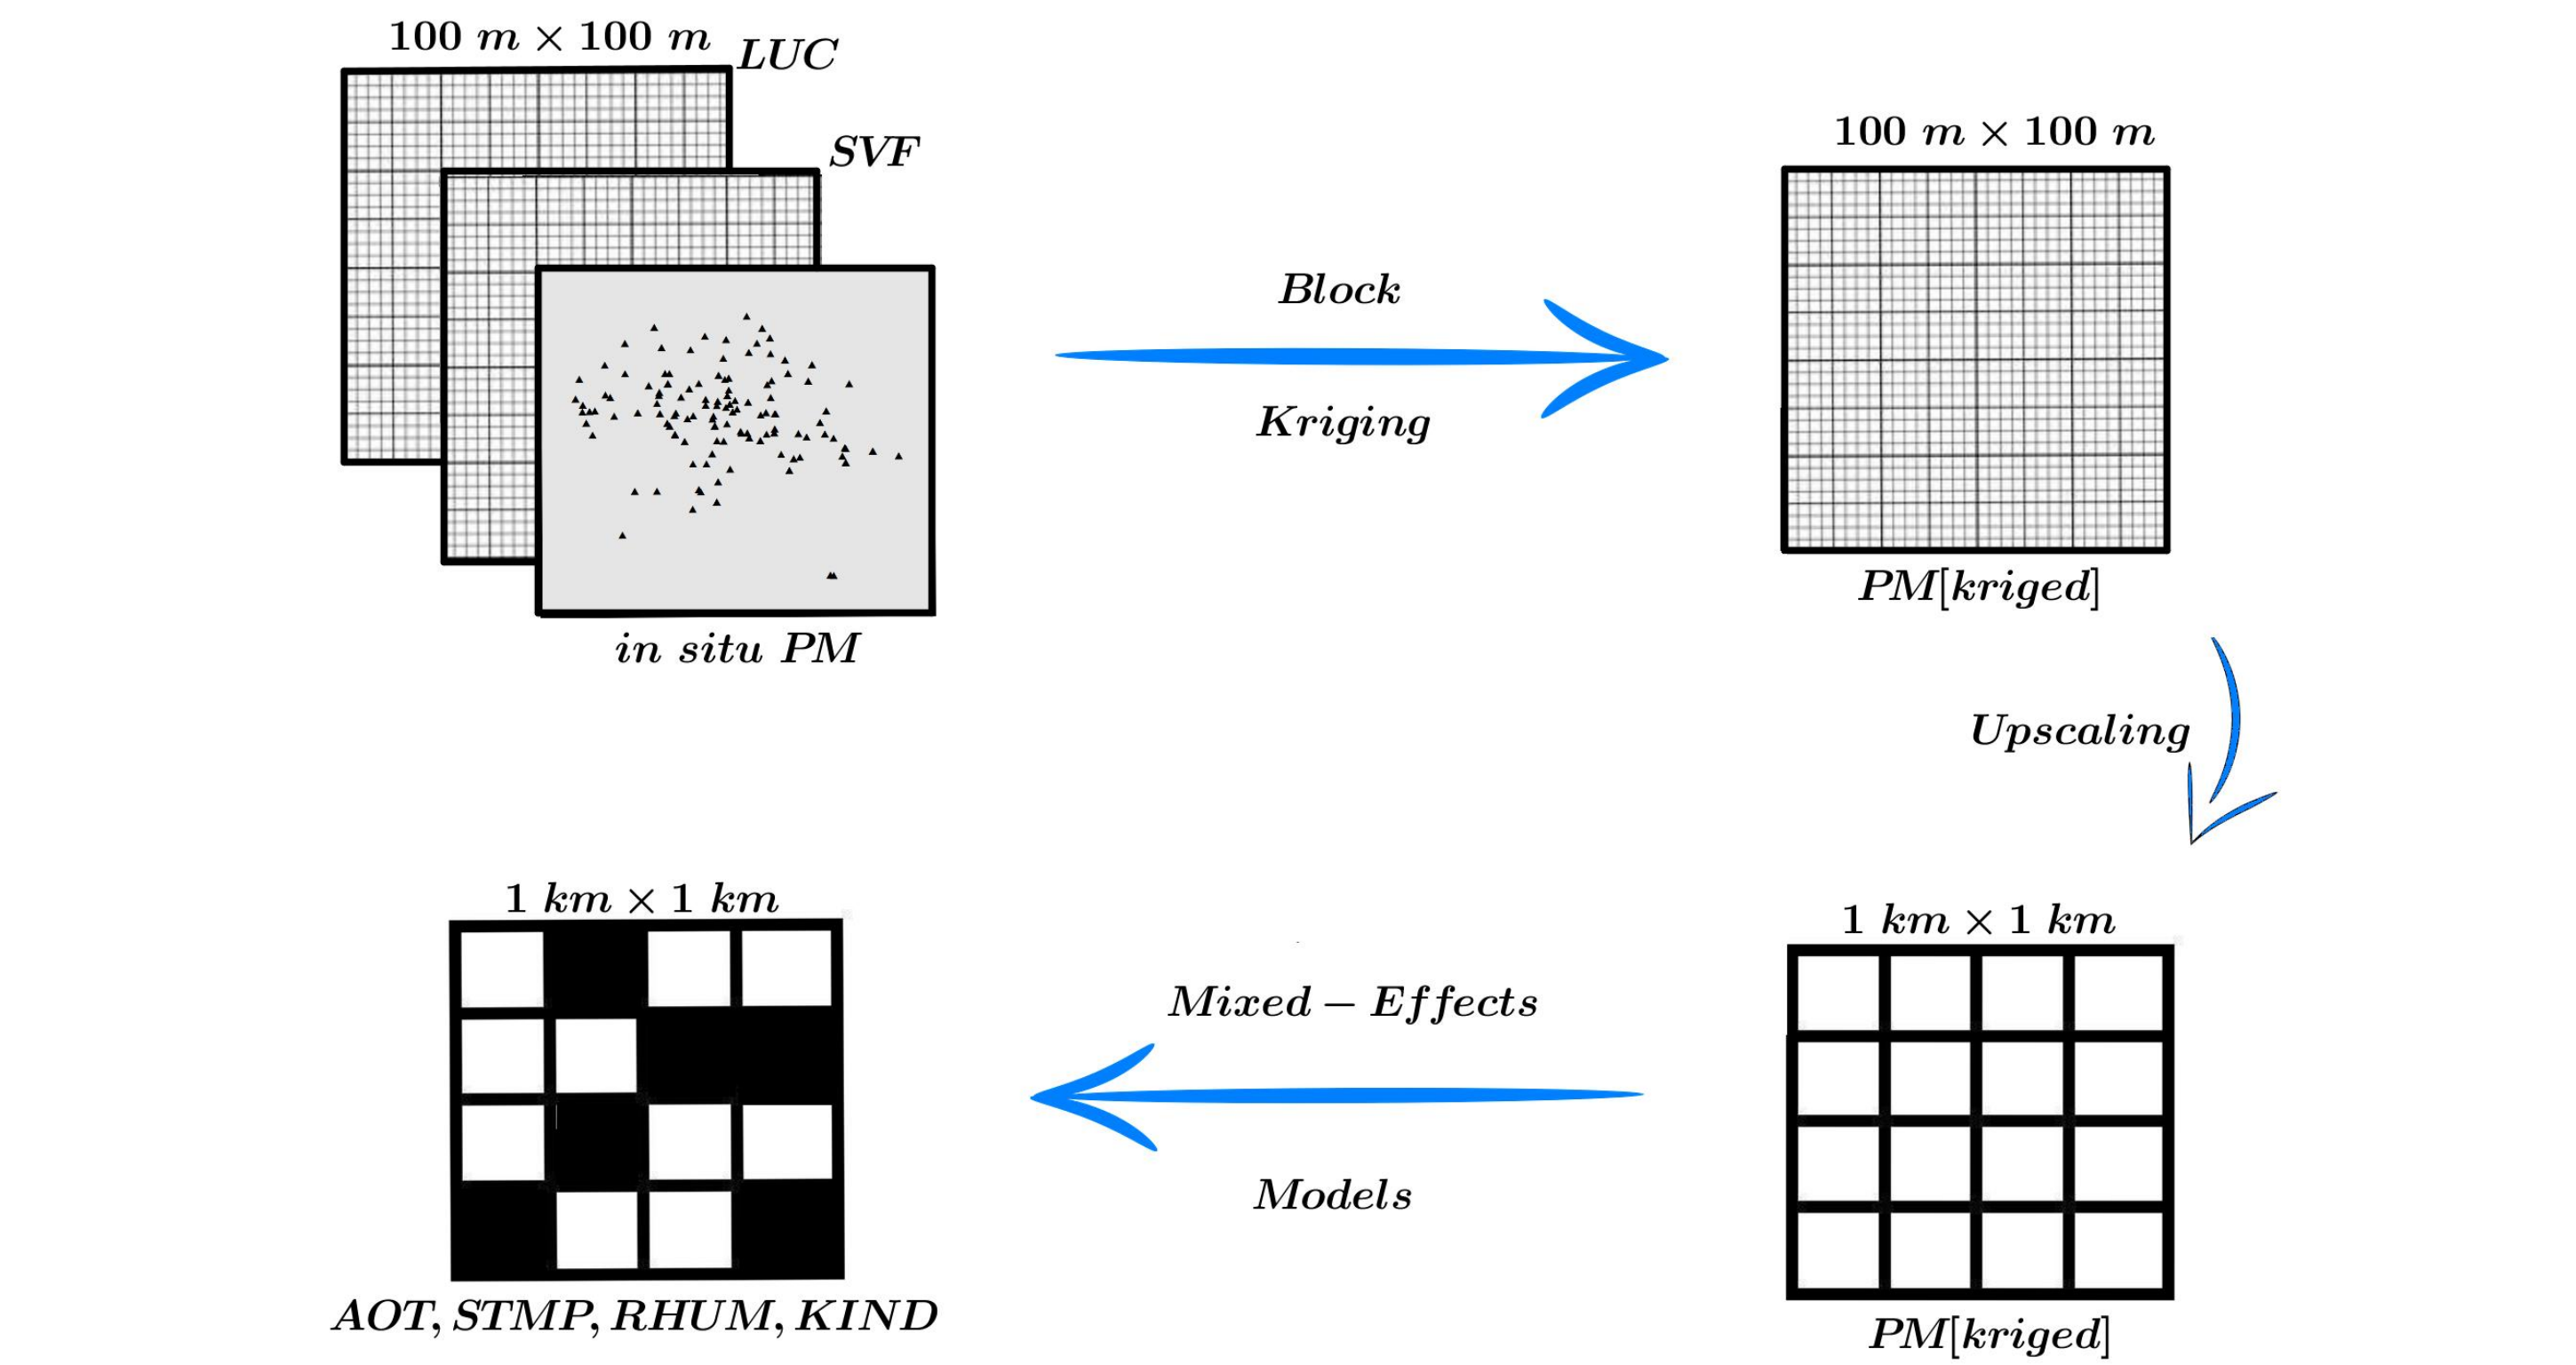 100 m × 100 m
LUC
SVF
in situ PM
Block
Kriging
100 m × 100 m
PM[kriged]
Upscaling
1 km × 1 km
PM[kriged]
Mixed − Effects
Models
1 km × 1 km
AOT, STMP, RHUM, KIND